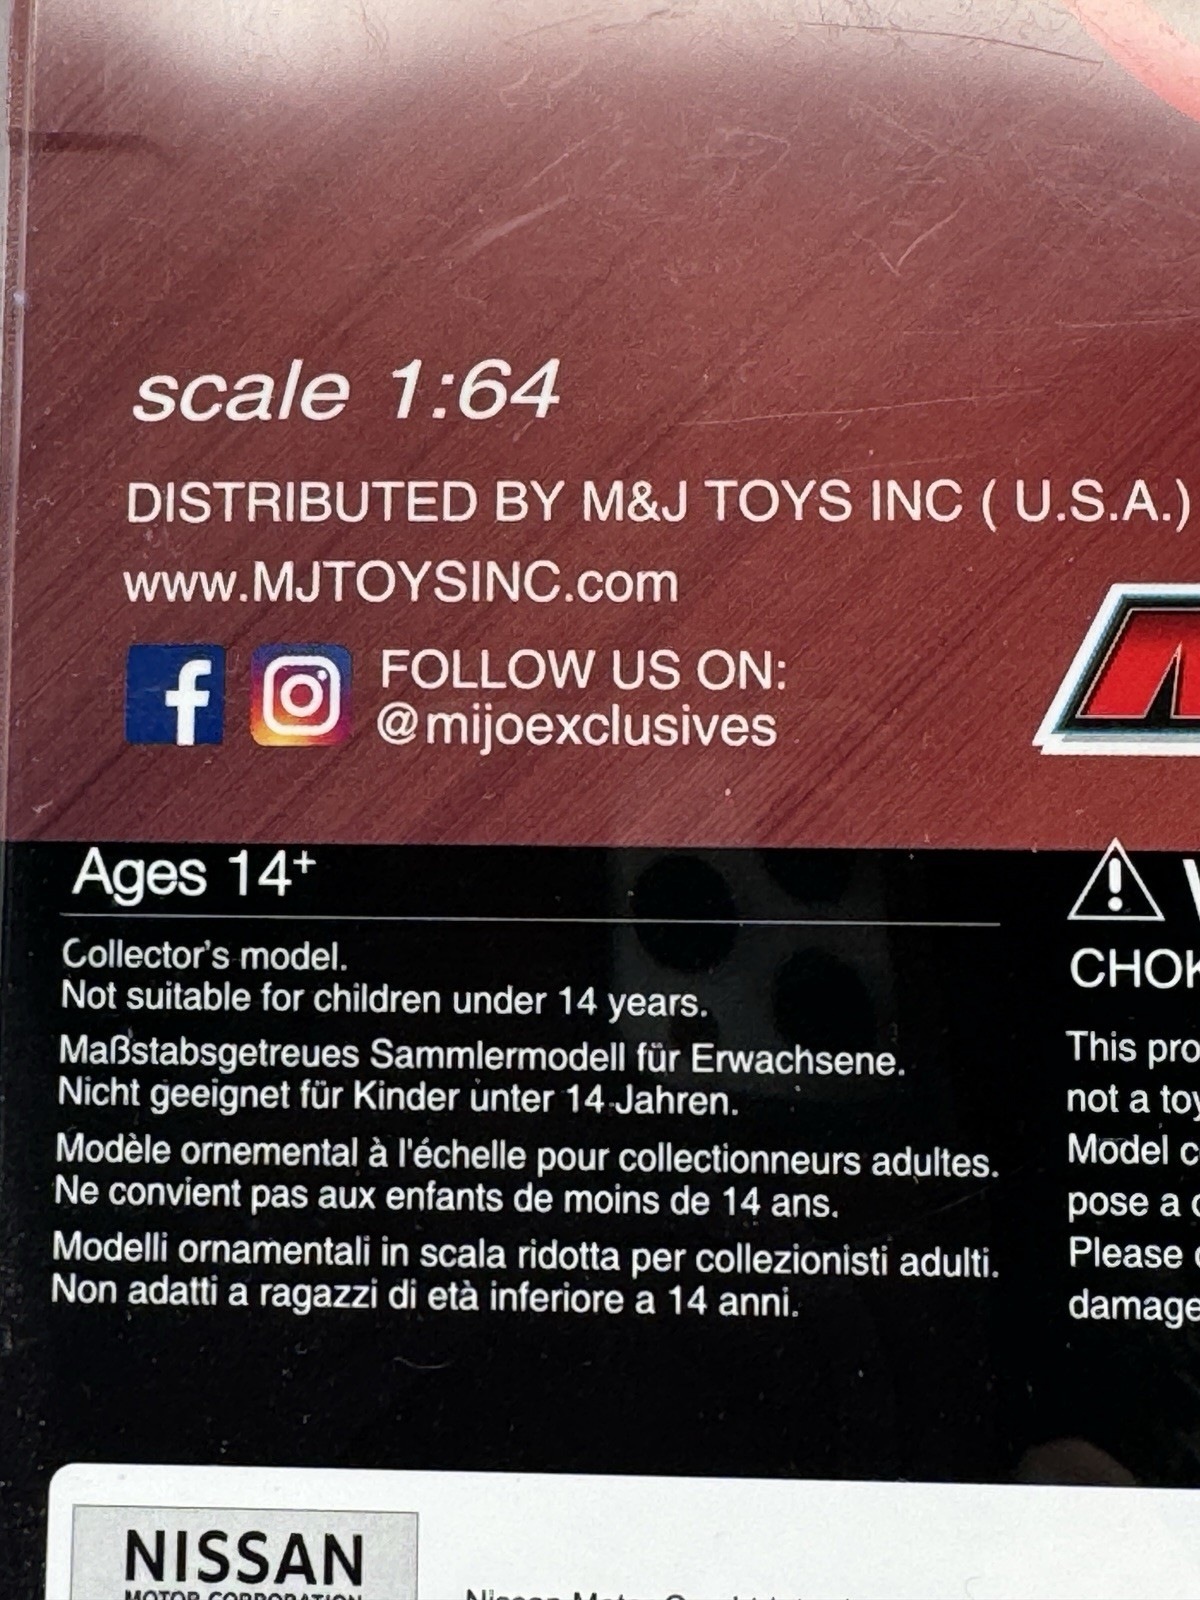 scale 1:64
DISTRIBUTED BY M&J TOYS INC ( U.S.A.)
www.MJTOYSINC.com
FOLLOW US ON:
@mijoexclusives
Ages 14+
Collector's model.
Not suitable for children under 14 years.
Maßstabsgetreues Sammlermodell für Erwachsene.
Nicht geeignet für Kinder unter 14 Jahren.
Modèle ornemental à l'échelle pour collectionneurs adultes.
Ne convient pas aux enfants de moins de 14 ans.
Modelli ornamentali in scala ridotta per collezionisti adulti.
Non adatti a ragazzi di età inferiore a 14 anni.
This
not a
Model
pose a
Please
NISSAN
MOTOR CORPORATION